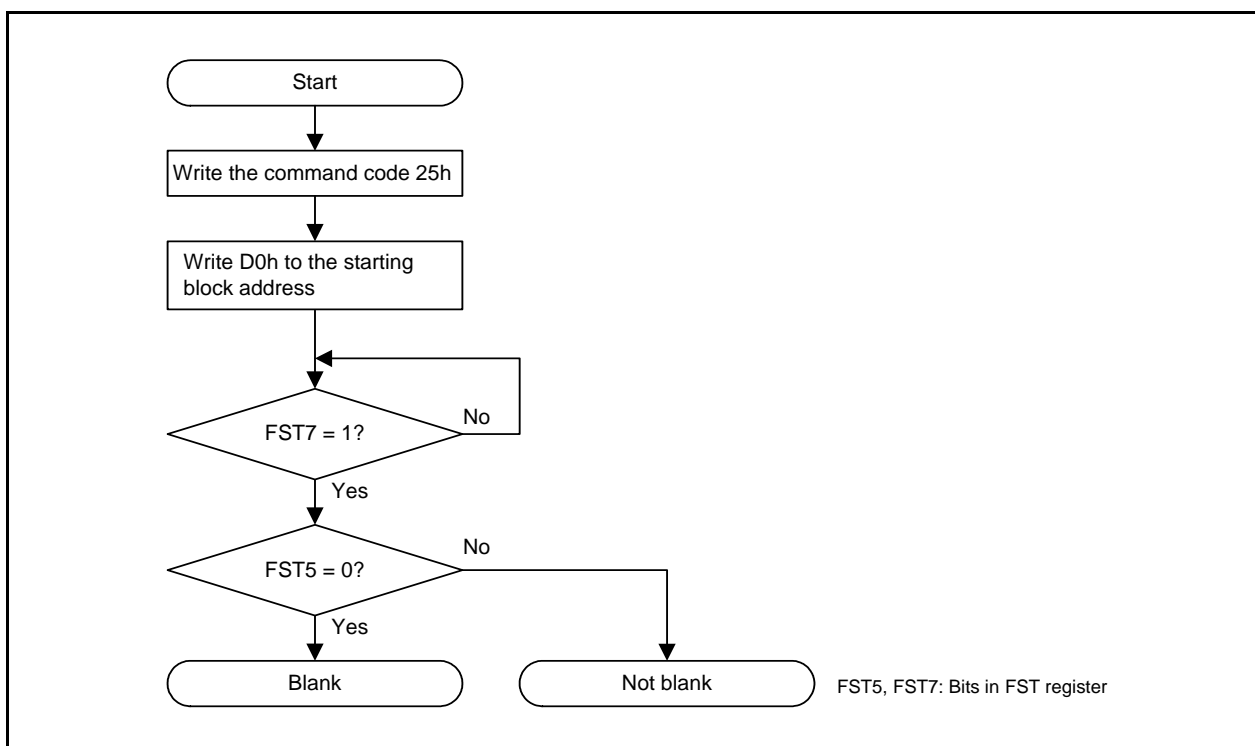 Start
Write the command code 25h
Write D0h to the starting
block address
FST7 = 1?
No
Yes
FST5 = 0?
No
Yes
Blank
Not blank
FST5, FST7: Bits in FST register